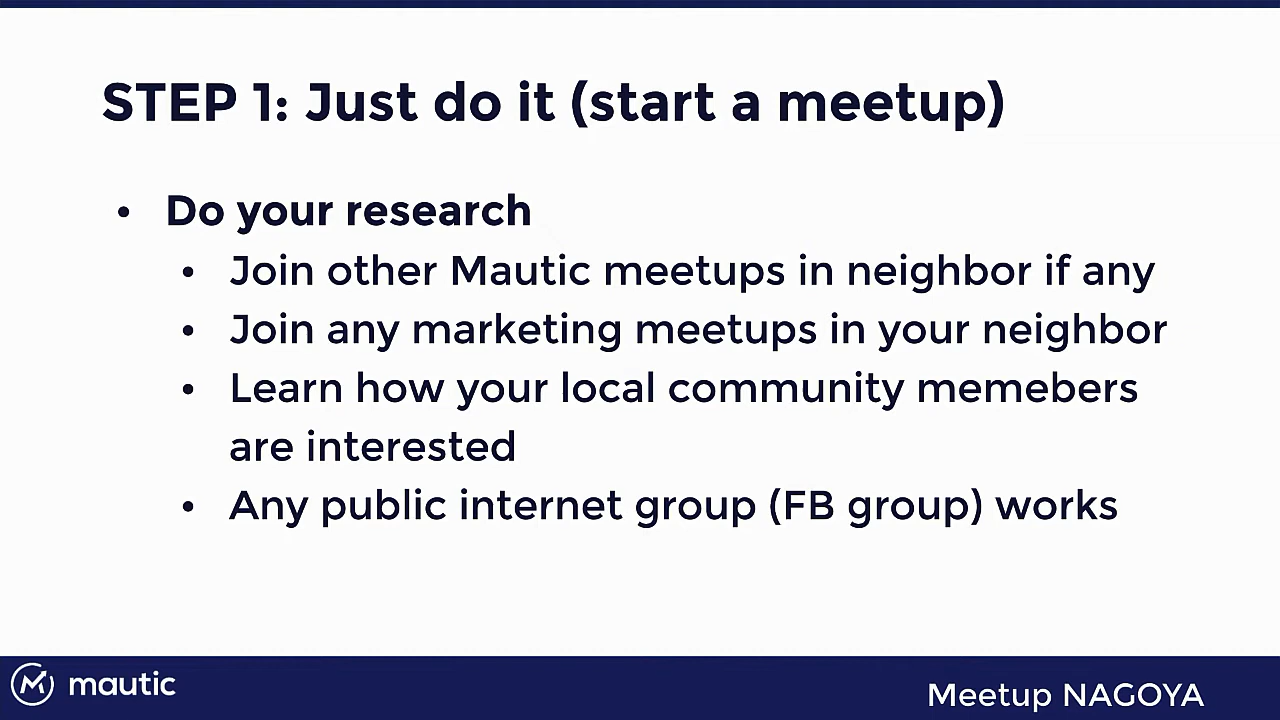 STEP 1: Just do it (start a meetup)
• Do your research
• Join other Mautic meetups in neighbor if any
• Join any marketing meetups in your neighbor
• Learn how your local community memebers
are interested
• Any public internet group (FB group) works
mautic
Meetup NAGOYA